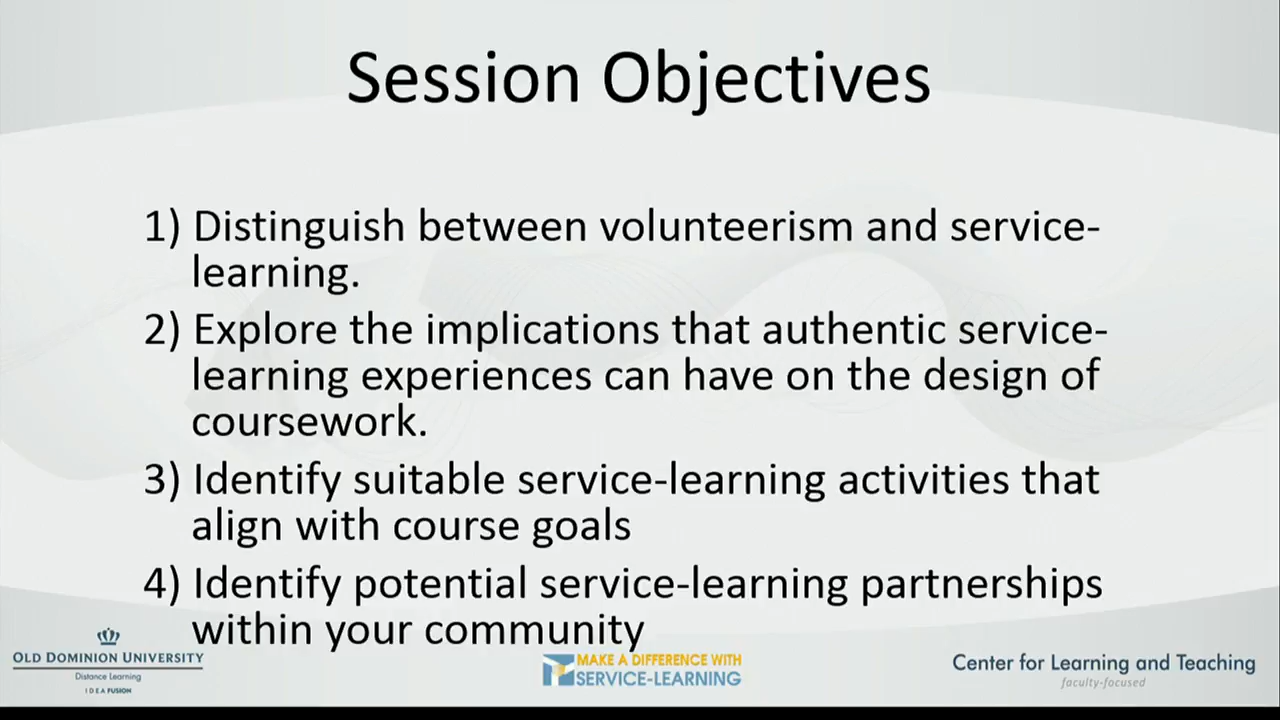 Session Objectives
1) Distinguish between volunteerism and service-
learning.
2) Explore the implications that authentic service-
learning experiences can have on the design of
coursework.
3) Identify suitable service-learning activities that
align with course goals
4) Identify potential service-learning partnerships
within your community
OLD DOMINION UNIVERSITY
Distance Learning
IDEA FUSION
MAKE A DIFFERENCE WITH
SERVICE-LEARNING
Center for Learning and Teaching
faculty-focused